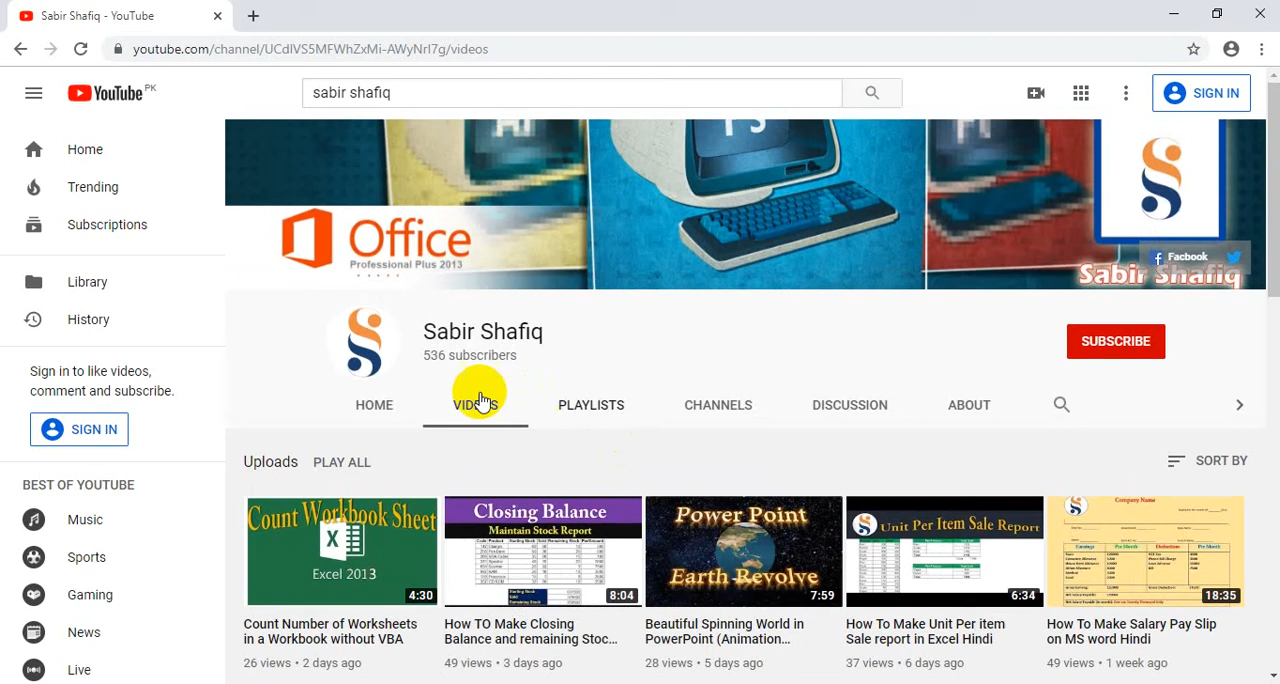 Sabir Shafiq - YouTube
youtube.com/channel/UCdIVS5MFWhZxMi-AWyNrI7g/videos
YouTube PK
sabir shafiq
SIGN IN
Home
Trending
Subscriptions
Library
History
Sign in to like videos,
comment and subscribe.
SIGN IN
BEST OF YOUTUBE
Music
Sports
Gaming
News
Live
Office
Professional Plus 2013
Facbook
Sabir Shafiq
Sabir Shafiq
536 subscribers
SUBSCRIBE
HOME
VIDEOS
PLAYLISTS
CHANNELS
DISCUSSION
ABOUT
Uploads PLAY ALL
SORT BY
Count Workbook Sheet
Excel 2013
4:30
Count Number of Worksheets
in a Workbook without VBA
26 views • 2 days ago
Closing Balance
Maintain Stock Report
8:04
How TO Make Closing
Balance and remaining Stoc...
49 views • 3 days ago
Power Point
Earth Revolve
7:59
Beautiful Spinning World in
PowerPoint (Animation...
28 views • 5 days ago
Unit Per Item Sale Report
6:34
How To Make Unit Per item
Sale report in Excel Hindi
37 views • 6 days ago
Company Name
Earnings Per Month Deductions Per Month
18:35
How To Make Salary Pay Slip
on MS word Hindi
49 views • 1 week ago